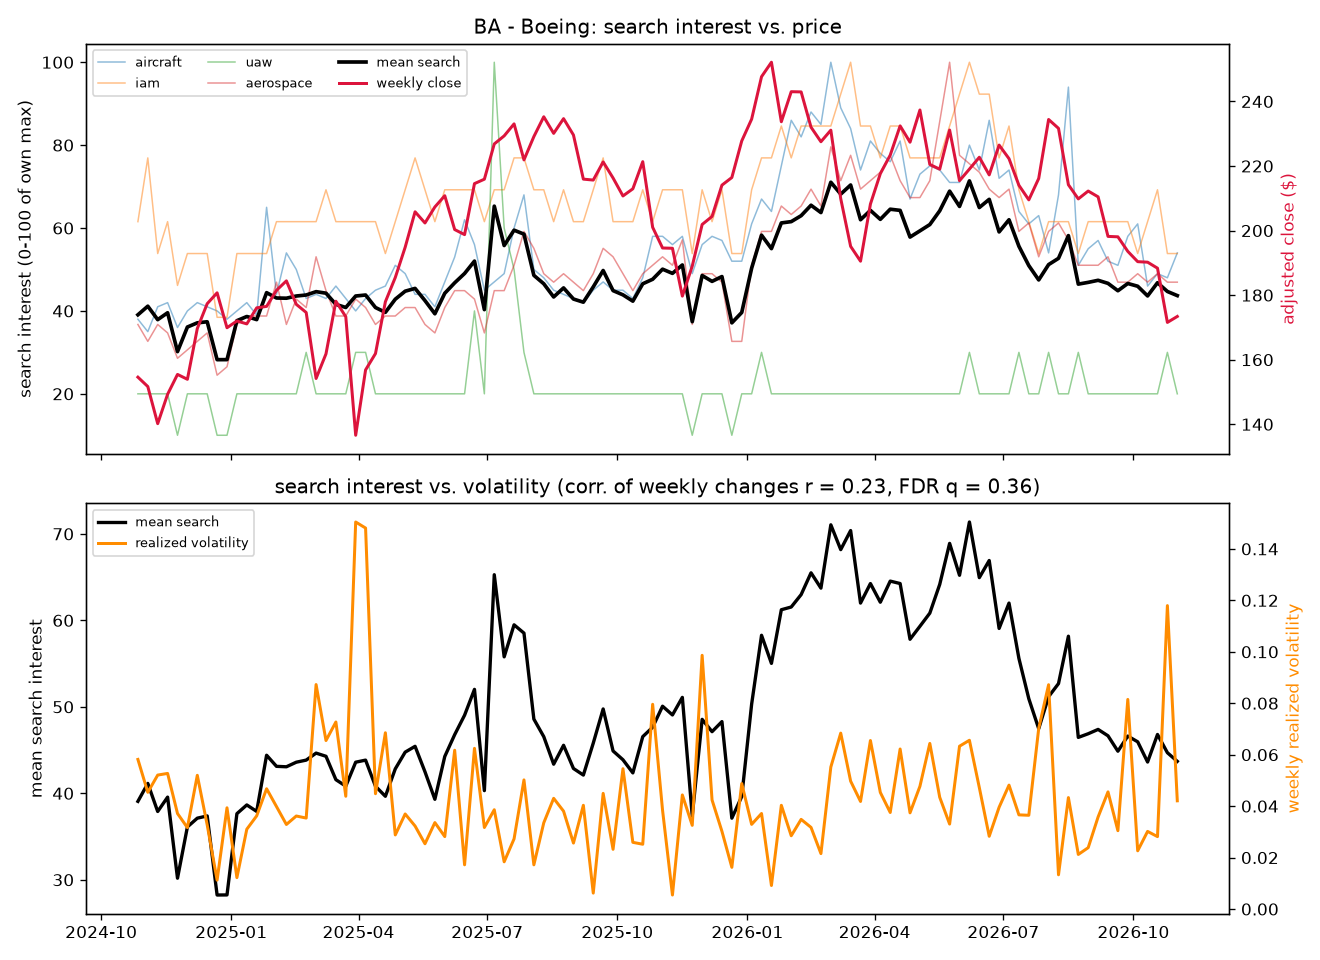 BA - Boeing: search interest vs. price
aircraft
iam
uaw
aerospace
mean search
weekly close
search interest (0-100 of own max)
100
80
60
40
20
adjusted close ($)
240
220
200
180
160
140
search interest vs. volatility (corr. of weekly changes r = 0.23, FDR q = 0.36)
mean search
realized volatility
mean search interest
70
60
50
40
30
weekly realized volatility
0.14
0.12
0.10
0.08
0.06
0.04
0.02
0.00
2024-10
2025-01
2025-04
2025-07
2025-10
2026-01
2026-04
2026-07
2026-10